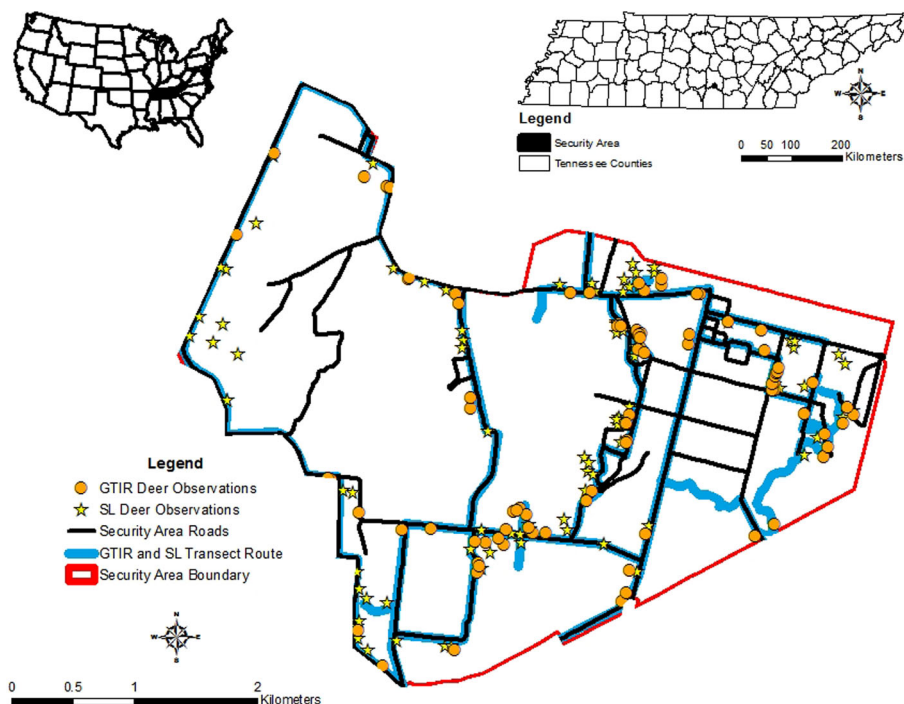 N
W E
S
Legend
Security Area
Tennessee Counties
0 50 100 200
Kilometers
Legend
GTIR Deer Observations
SL Deer Observations
Security Area Roads
GTIR and SL Transect Route
Security Area Boundary
N
W E
S
0 0.5 1 2
Kilometers